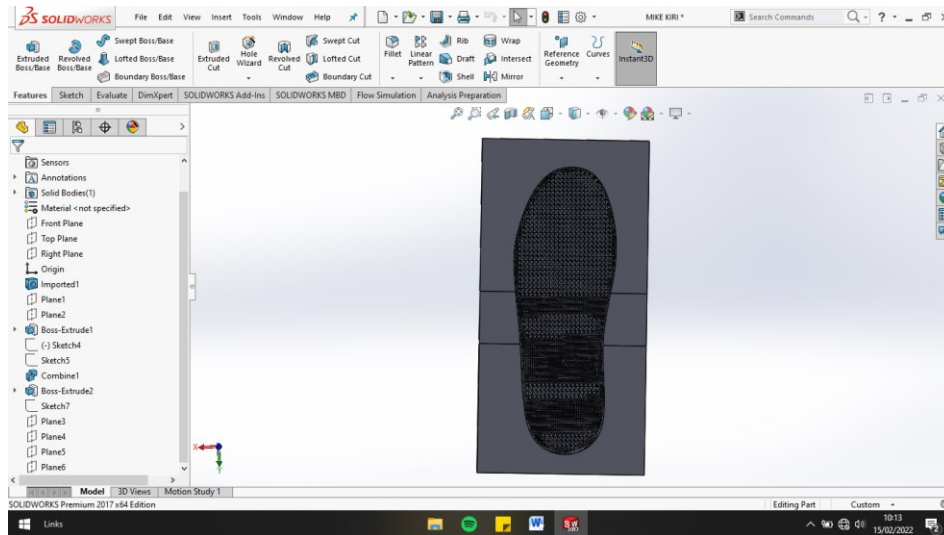 SOLIDWORKS File Edit View Insert Tools Window Help MIKE KIRI * Search Commands
Extruded Boss/Base
Revolved Boss/Base
Swept Boss/Base
Lofted Boss/Base
Boundary Boss/Base
Extruded Cut
Hole Wizard
Revolved Cut
Swept Cut
Lofted Cut
Boundary Cut
Fillet
Linear Pattern
Rib
Draft
Shell
Wrap
Intersect
Mirror
Reference Geometry
Curves
Instant3D
Features Sketch Evaluate DimXpert SOLIDWORKS Add-Ins SOLIDWORKS MBD Flow Simulation Analysis Preparation
Sensors
Annotations
Solid Bodies(1)
Material <not specified>
Front Plane
Top Plane
Right Plane
Origin
Imported1
Plane1
Plane2
Boss-Extrude1
(-) Sketch4
Sketch5
Combine1
Boss-Extrude2
Sketch7
Plane3
Plane4
Plane5
Plane6
X
Y
Model 3D Views Motion Study 1
SOLIDWORKS Premium 2017 x64 Edition Editing Part Custom
Links 10:13
15/02/2022